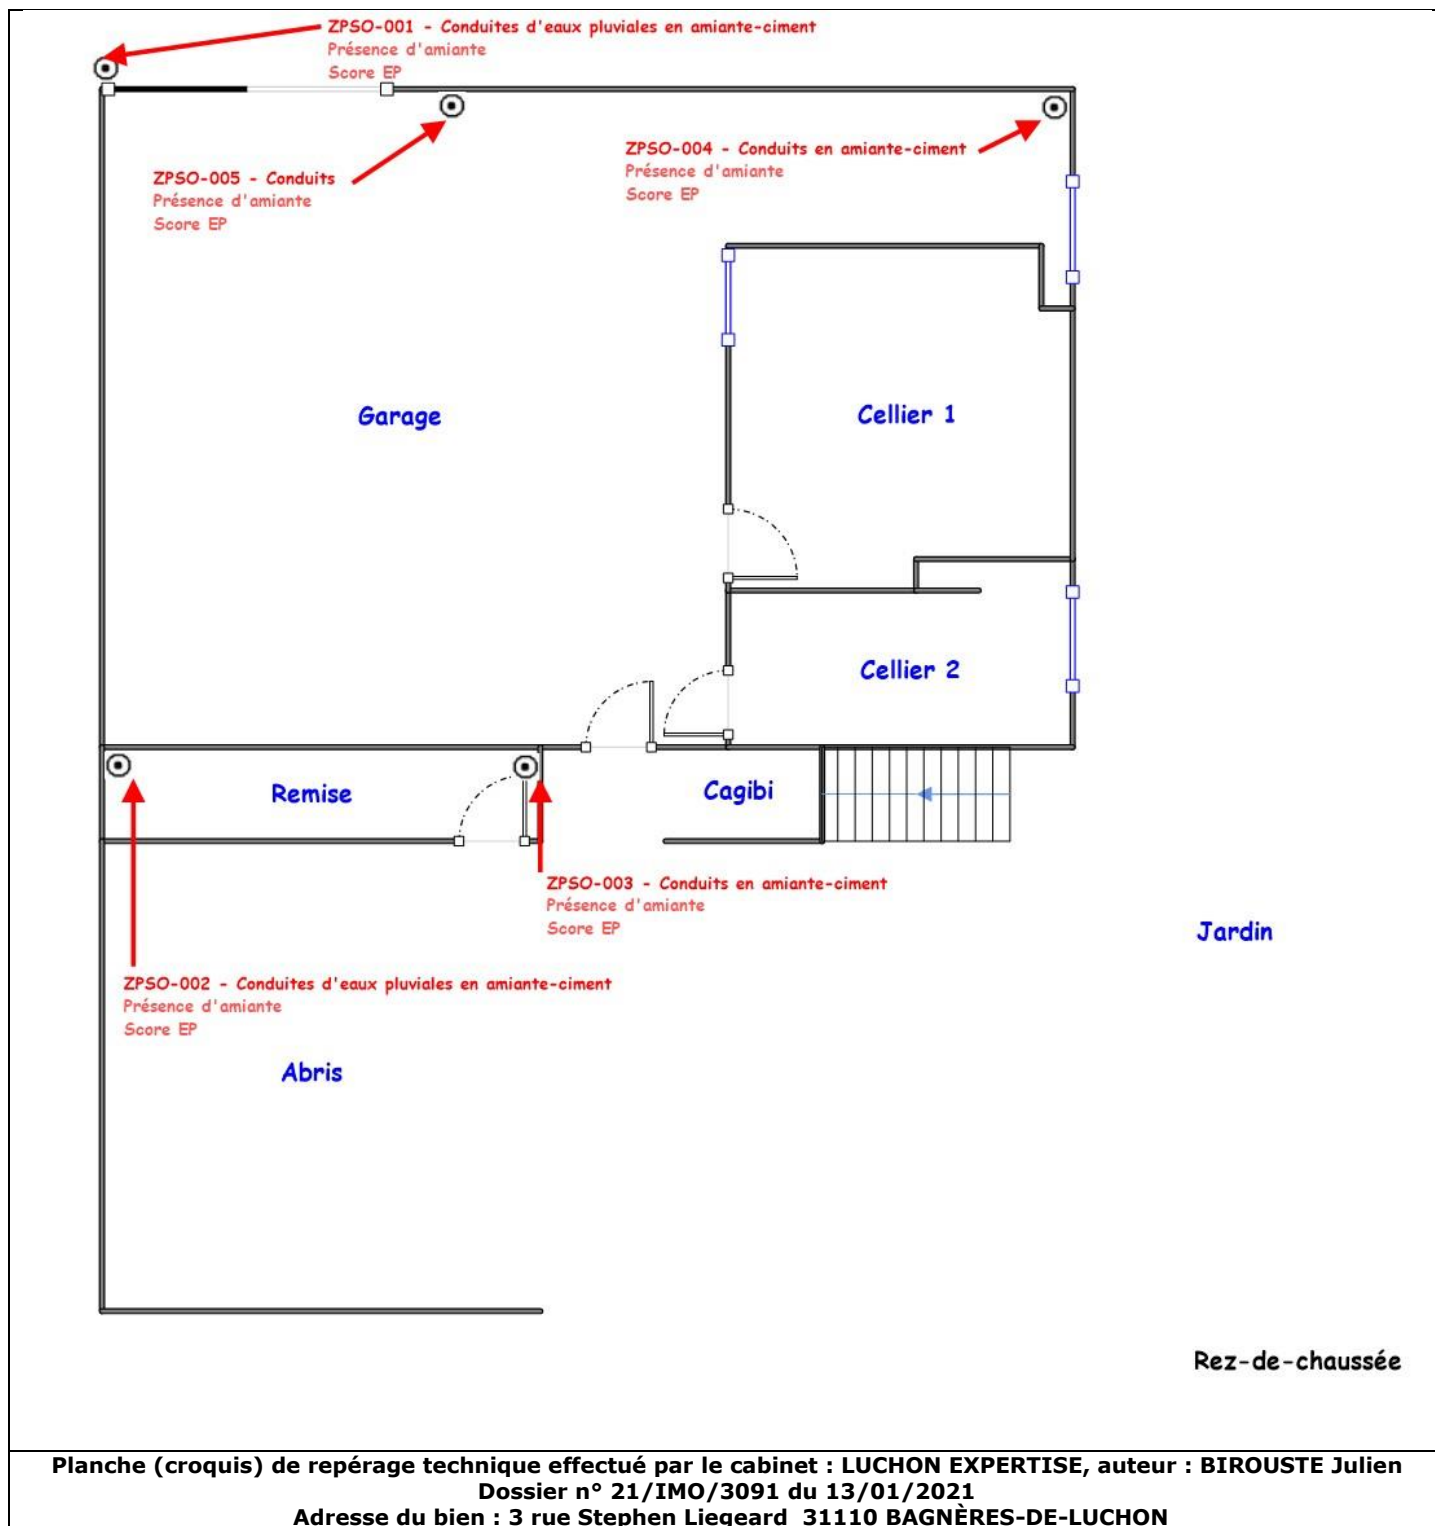 ZPSO-001 - Conduites d'eaux pluviales en amiante-ciment
Présence d'amiante
Score EP
ZPSO-004 - Conduits en amiante-ciment
Présence d'amiante
Score EP
ZPSO-005 - Conduits
Présence d'amiante
Score EP
Garage
Cellier 1
Cellier 2
Remise
Cagibi
ZPSO-003 - Conduits en amiante-ciment
Présence d'amiante
Score EP
Jardin
ZPSO-002 - Conduites d'eaux pluviales en amiante-ciment
Présence d'amiante
Score EP
Abris
Rez-de-chaussée
Planche (croquis) de repérage technique effectué par le cabinet : LUCHON EXPERTISE, auteur : BIROUSTE Julien
Dossier n° 21/IMO/3091 du 13/01/2021
Adresse du bien : 3 rue Stephen Liegeard 31110 BAGNÈRES-DE-LUCHON